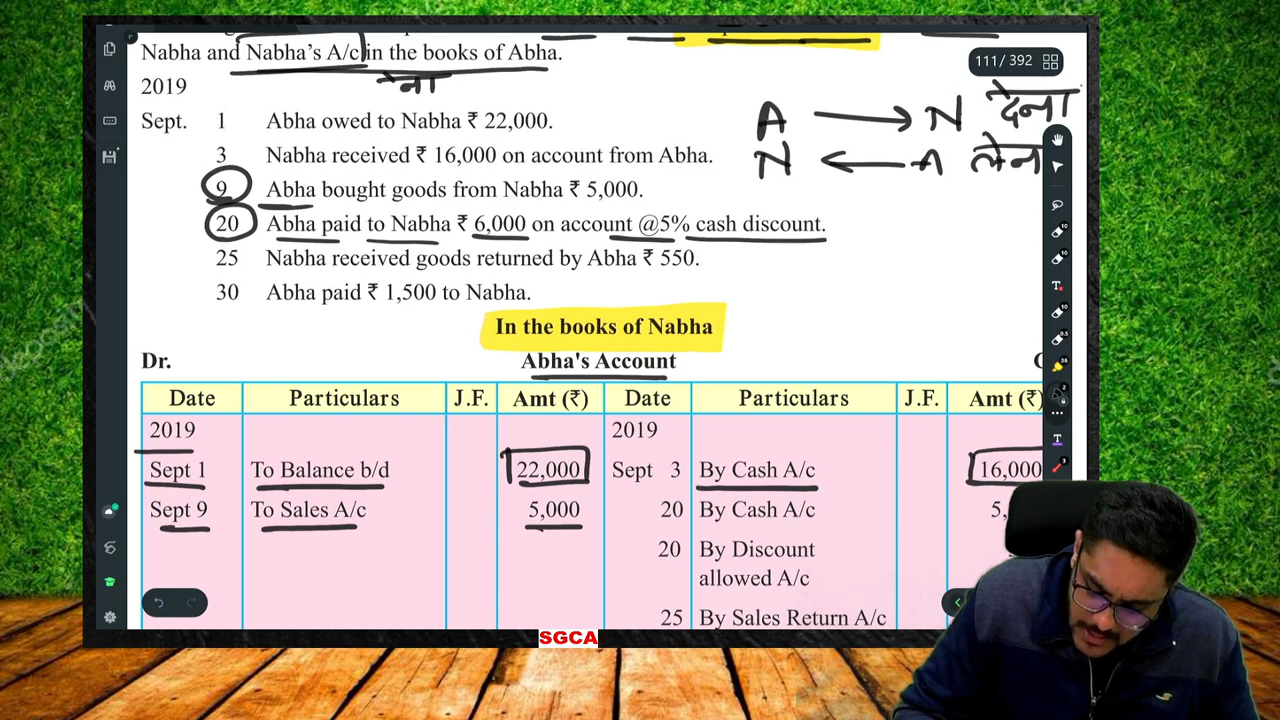 111/ 392
Nabha and Nabha's A/c in the books of Abha.
ना
2019
Sept. 1 Abha owed to Nabha ₹ 22,000.
3 Nabha received ₹ 16,000 on account from Abha.
9 Abha bought goods from Nabha ₹ 5,000.
20 Abha paid to Nabha ₹ 6,000 on account @5% cash discount.
25 Nabha received goods returned by Abha ₹ 550.
30 Abha paid ₹ 1,500 to Nabha.
A → N देना
N ← A
In the books of Nabha
Dr. Abha's Account
Date Particulars J.F. Amt (₹) Date Particulars J.F. Amt (₹)
2019 2019
Sept 1 To Balance b/d 22,000 Sept 3 By Cash A/c 16,000
Sept 9 To Sales A/c 5,000 20 By Cash A/c 5,
20 By Discount
allowed A/c
25 By Sales Return A/c
SGCA